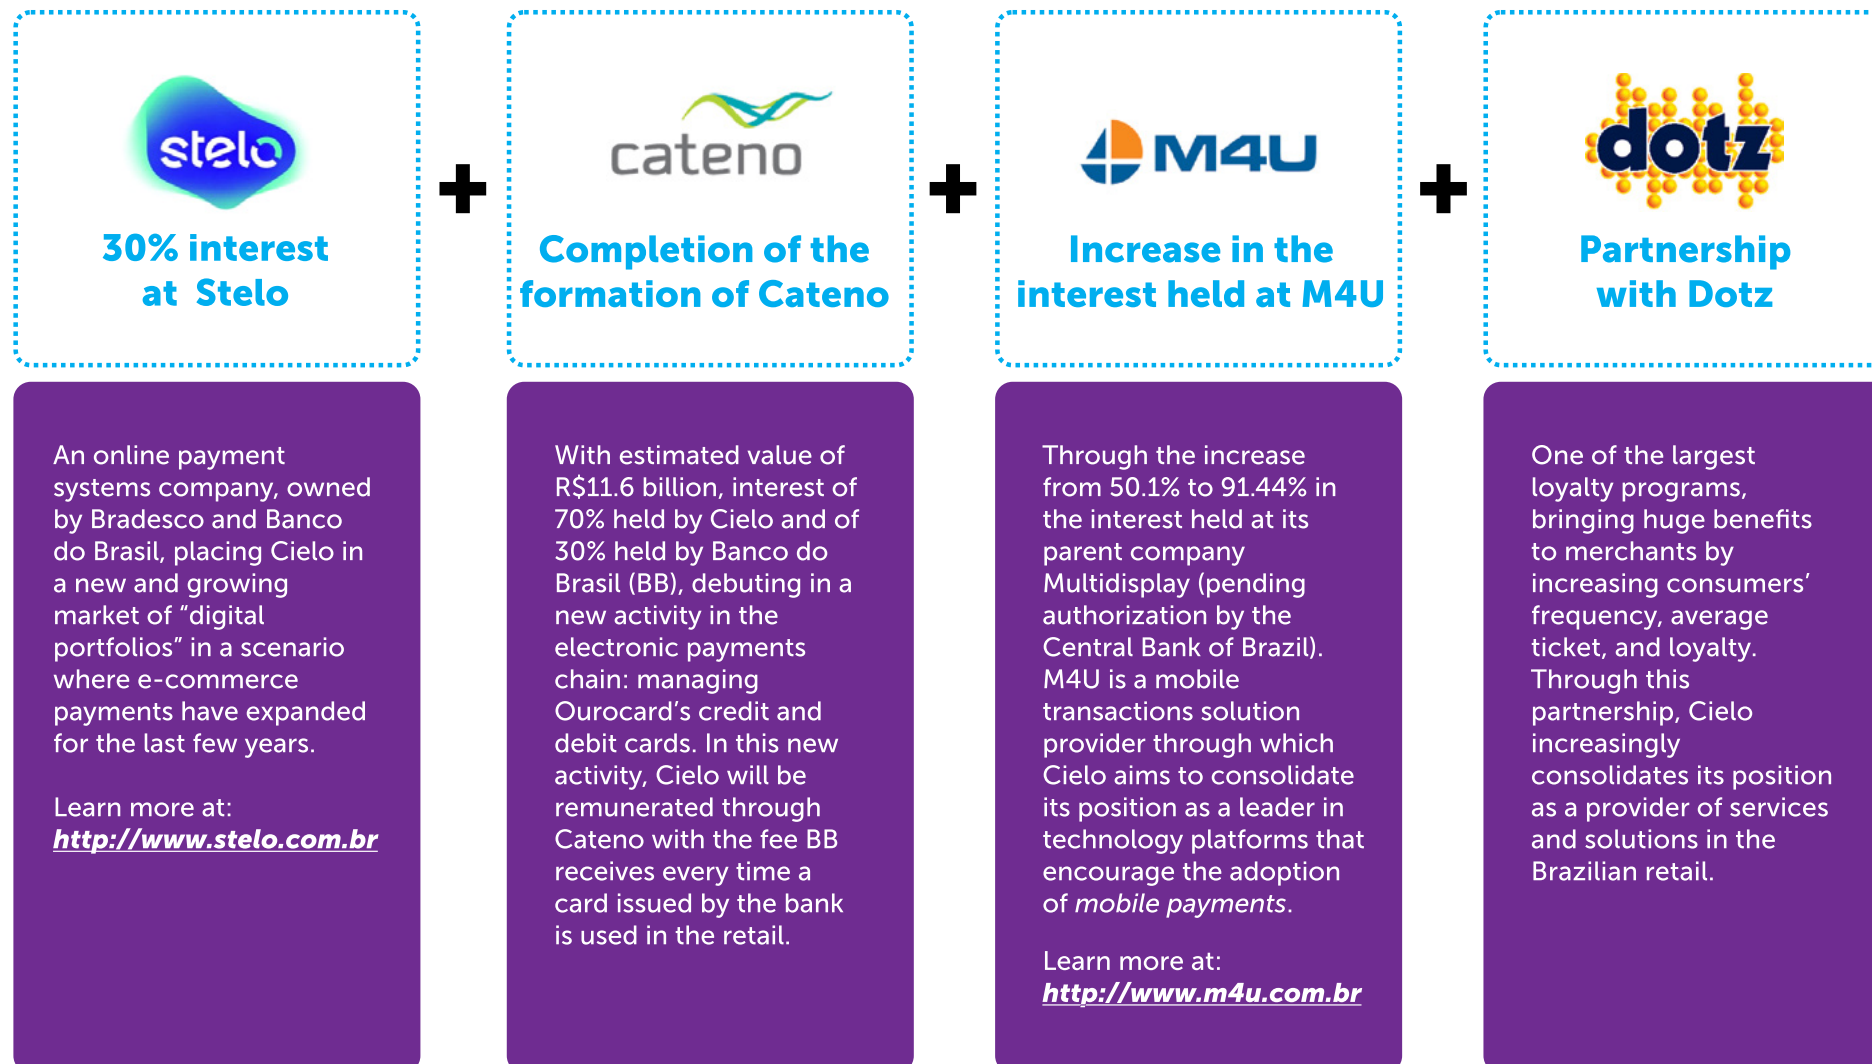 stelo
30% interest
at Stelo
An online payment
systems company, owned
by Bradesco and Banco
do Brasil, placing Cielo in
a new and growing
market of “digital
portfolios” in a scenario
where e-commerce
payments have expanded
for the last few years.
Learn more at:
http://www.stelo.com.br
+
cateno
Completion of the
formation of Cateno
With estimated value of
R$11.6 billion, interest of
70% held by Cielo and of
30% held by Banco do
Brasil (BB), debuting in a
new activity in the
electronic payments
chain: managing
Ourocard’s credit and
debit cards. In this new
activity, Cielo will be
remunerated through
Cateno with the fee BB
receives every time a
card issued by the bank
is used in the retail.
+
M4U
Increase in the
interest held at M4U
Through the increase
from 50.1% to 91.44% in
the interest held at its
parent company
Multidisplay (pending
authorization by the
Central Bank of Brazil).
M4U is a mobile
transactions solution
provider through which
Cielo aims to consolidate
its position as a leader in
technology platforms that
encourage the adoption
of mobile payments.
Learn more at:
http://www.m4u.com.br
+
dotz
Partnership
with Dotz
One of the largest
loyalty programs,
bringing huge benefits
to merchants by
increasing consumers’
frequency, average
ticket, and loyalty.
Through this
partnership, Cielo
increasingly
consolidates its position
as a provider of services
and solutions in the
Brazilian retail.